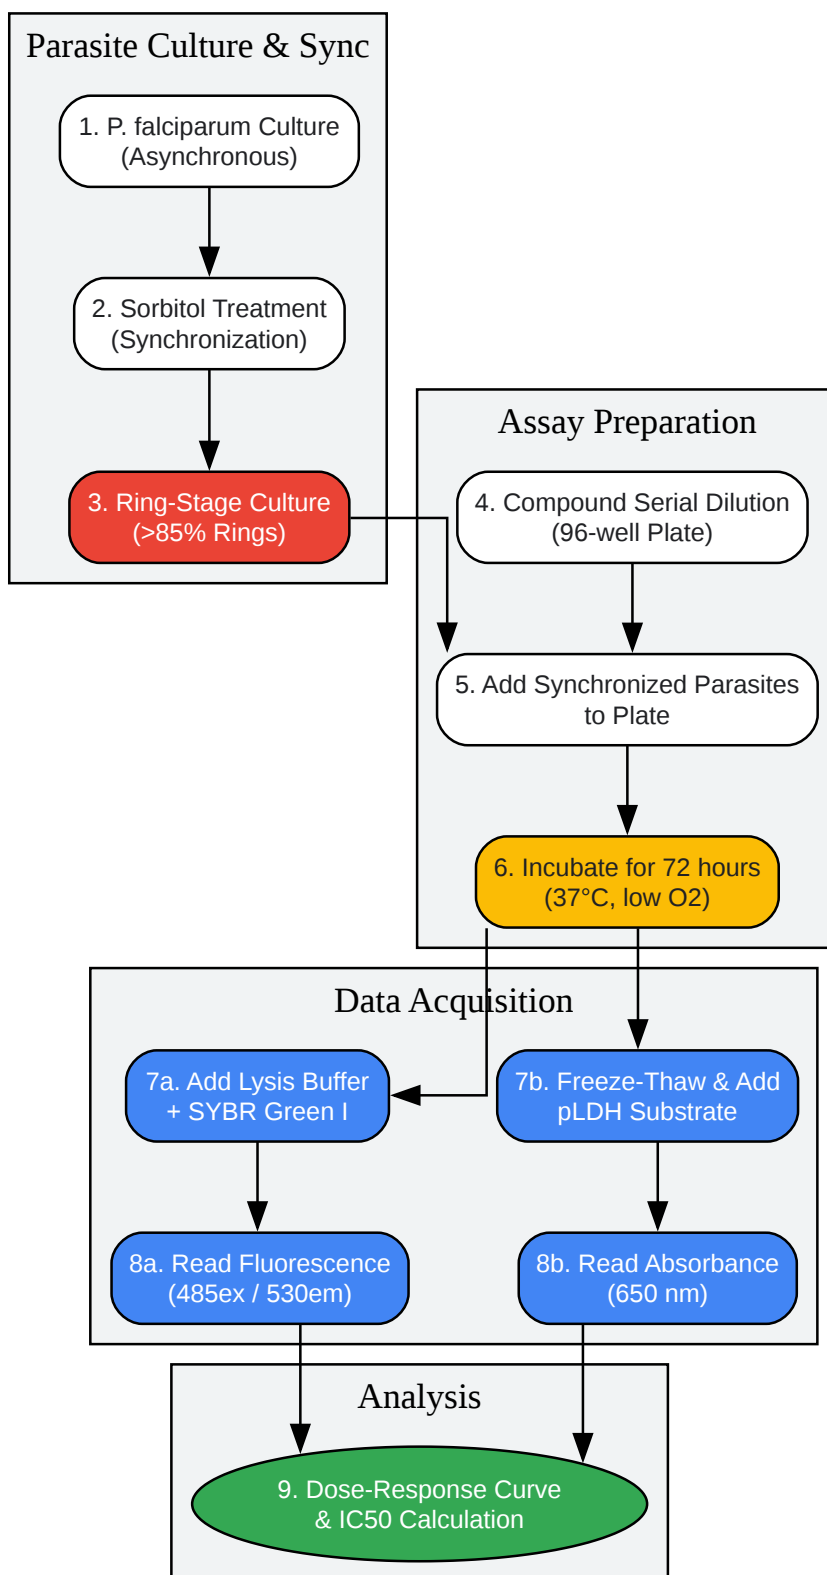 Parasite Culture & Sync
1. P. falciparum Culture
(Asynchronous)
2. Sorbitol Treatment
(Synchronization)
3. Ring-Stage Culture
(>85% Rings)
Assay Preparation
4. Compound Serial Dilution
(96-well Plate)
5. Add Synchronized Parasites
to Plate
6. Incubate for 72 hours
(37°C, low O2)
Data Acquisition
7a. Add Lysis Buffer
+ SYBR Green I
7b. Freeze-Thaw & Add
pLDH Substrate
8a. Read Fluorescence
(485ex / 530em)
8b. Read Absorbance
(650 nm)
Analysis
9. Dose-Response Curve
& IC50 Calculation